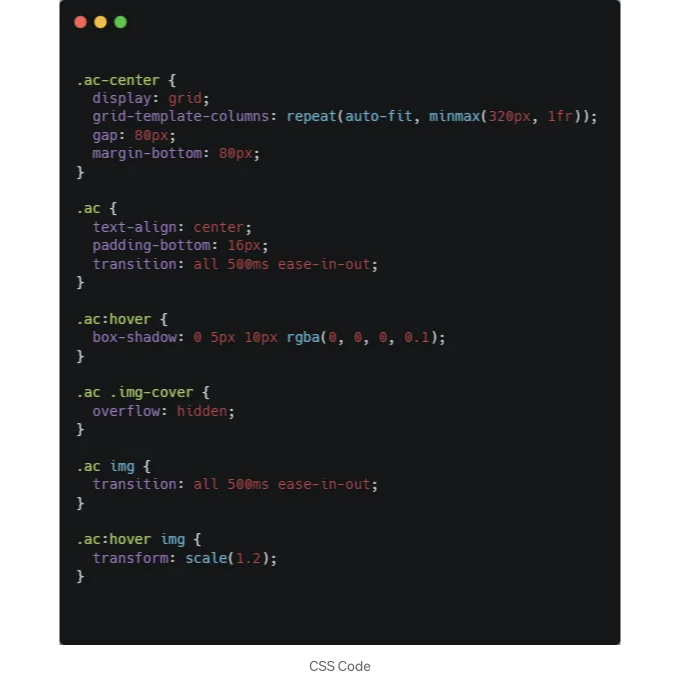 .ac-center {
  display: grid;
  grid-template-columns: repeat(auto-fit, minmax(320px, 1fr));
  gap: 80px;
  margin-bottom: 80px;
}
.ac {
  text-align: center;
  padding-bottom: 16px;
  transition: all 500ms ease-in-out;
}
.ac:hover {
  box-shadow: 0 5px 10px rgba(0, 0, 0, 0.1);
}
.ac .img-cover {
  overflow: hidden;
}
.ac img {
  transition: all 500ms ease-in-out;
}
.ac:hover img {
  transform: scale(1.2);
}
CSS Code